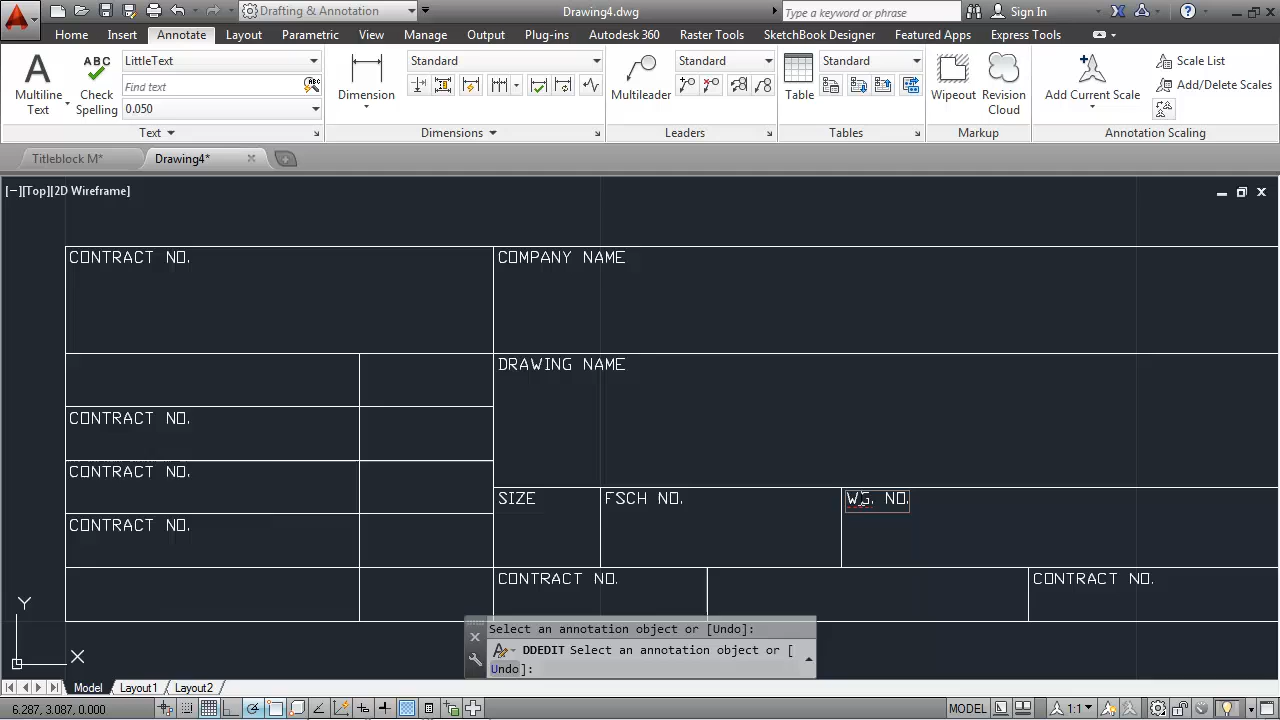 Drafting & Annotation
Drawing4.dwg
Type a keyword or phrase
Sign In
Home Insert Annotate Layout Parametric View Manage Output Plug-ins Autodesk 360 Raster Tools SketchBook Designer Featured Apps Express Tools
Multiline Text
ABC
Check Spelling
LittleText
Find text
0.050
Dimension
Standard
Multileader
Standard
Table
Standard
Wipeout
Revision Cloud
Add Current Scale
Scale List
Add/Delete Scales
Text
Dimensions
Leaders
Tables
Markup
Annotation Scaling
Titleblock M*
Drawing4*
[−][Top][2D Wireframe]
CONTRACT NO.
COMPANY NAME
DRAWING NAME
CONTRACT NO.
CONTRACT NO.
SIZE
FSCH NO.
WG. NO.
CONTRACT NO.
CONTRACT NO.
CONTRACT NO.
Y
X
Select an annotation object or [Undo]:
DDEDIT Select an annotation object or [
Undo]:
Model
Layout1
Layout2
6.287, 3.087, 0.000
MODEL
1:1